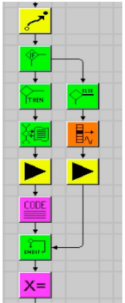 IF
THEN
ELSE
CODE
ENDIF
X=